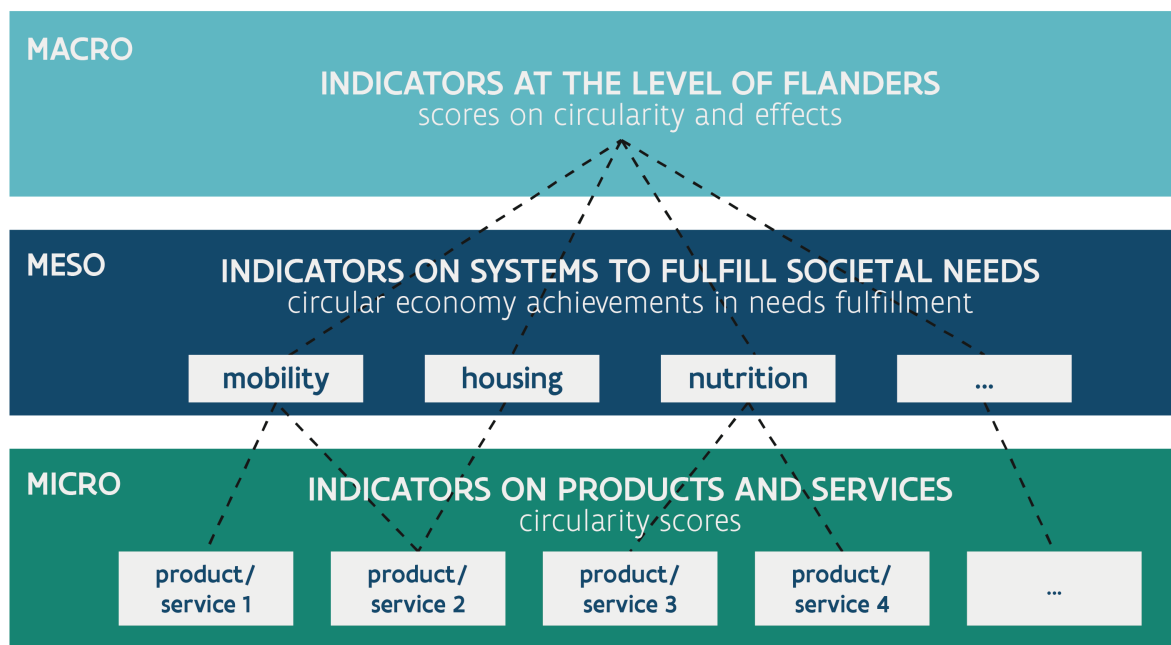 MACRO
INDICATORS AT THE LEVEL OF FLANDERS
scores on circularity and effects
MESO
INDICATORS ON SYSTEMS TO FULFILL SOCIETAL NEEDS
circular economy achievements in needs fulfillment
mobility
housing
nutrition
...
MICRO
INDICATORS ON PRODUCTS AND SERVICES
circularity scores
product/
service 1
product/
service 2
product/
service 3
product/
service 4
...